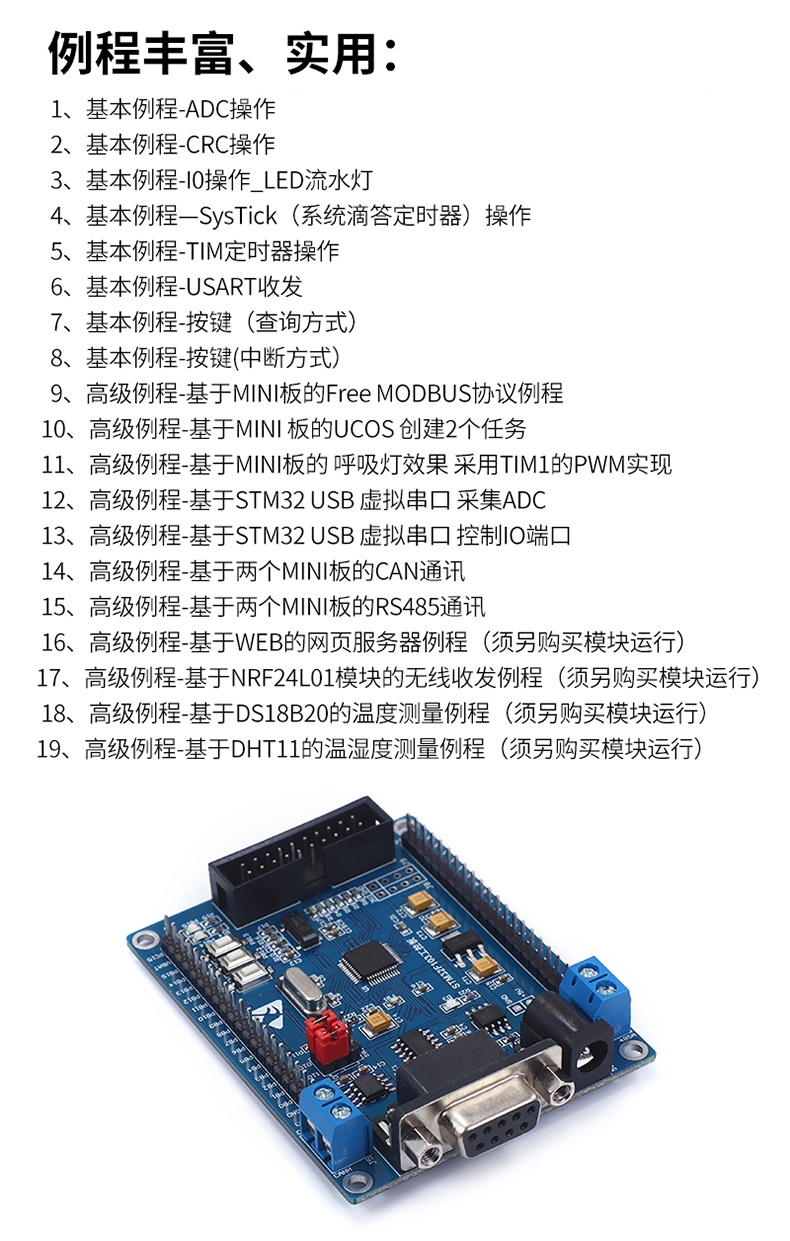 例程丰富、实用：
1、基本例程-ADC操作
2、基本例程-CRC操作
3、基本例程-I0操作_LED流水灯
4、基本例程—SysTick（系统滴答定时器）操作
5、基本例程-TIM定时器操作
6、基本例程-USART收发
7、基本例程-按键（查询方式）
8、基本例程-按键(中断方式）
9、高级例程-基于MINI板的Free MODBUS协议例程
10、高级例程-基于MINI 板的UCOS 创建2个任务
11、高级例程-基于MINI板的 呼吸灯效果 采用TIM1的PWM实现
12、高级例程-基于STM32 USB 虚拟串口 采集ADC
13、高级例程-基于STM32 USB 虚拟串口 控制IO端口
14、高级例程-基于两个MINI板的CAN通讯
15、高级例程-基于两个MINI板的RS485通讯
16、高级例程-基于WEB的网页服务器例程（须另购买模块运行）
17、高级例程-基于NRF24L01模块的无线收发例程（须另购买模块运行）
18、高级例程-基于DS18B20的温度测量例程（须另购买模块运行）
19、高级例程-基于DHT11的温湿度测量例程（须另购买模块运行）
CANH